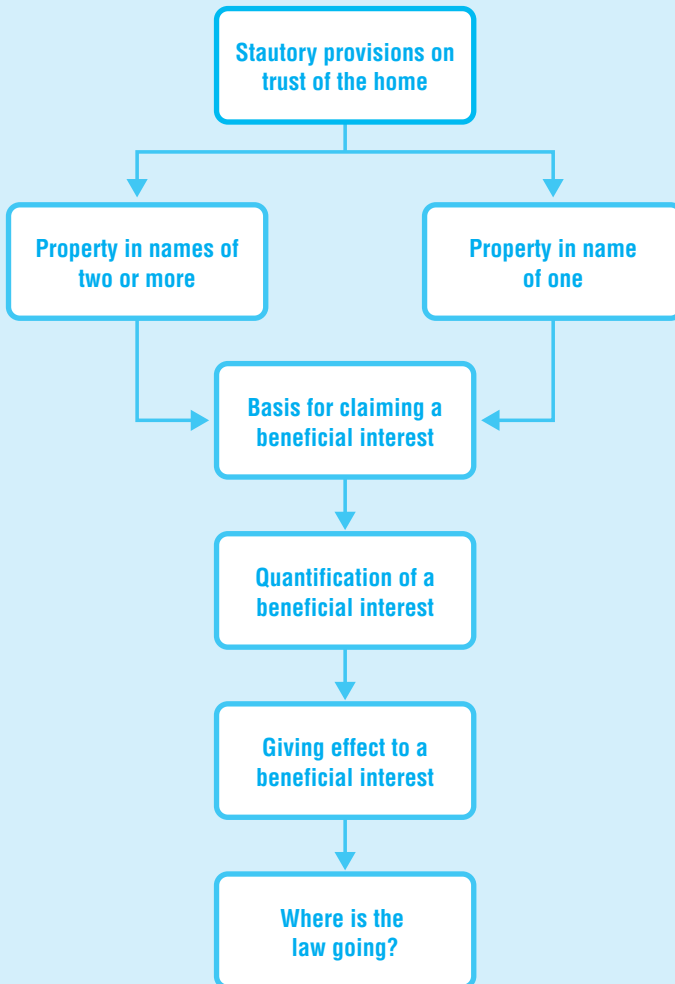 Stautory provisions on
trust of the home
Property in names of
two or more
Property in name
of one
Basis for claiming a
beneficial interest
Quantification of a
beneficial interest
Giving effect to a
beneficial interest
Where is the
law going?